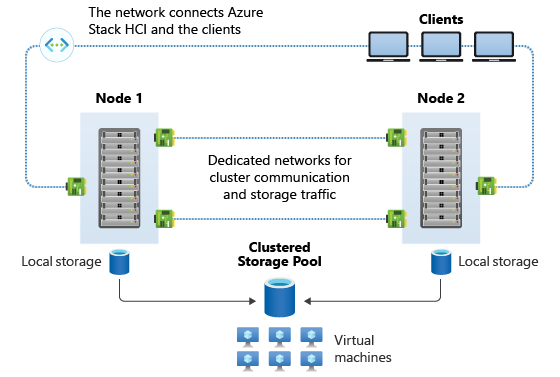 The network connects Azure
Stack HCI and the clients
Clients
Node 1
Node 2
Dedicated networks for
cluster communication
and storage traffic
Local storage
Clustered
Storage Pool
Local storage
Virtual
machines